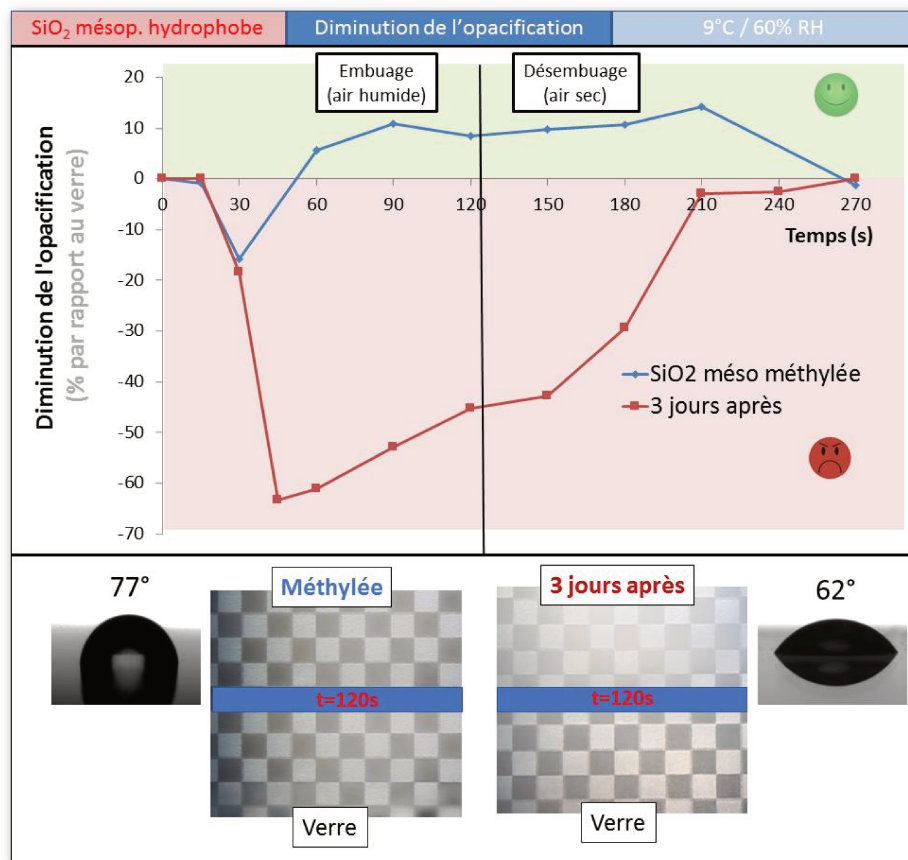 SiO2 mésop. hydrophobe
Diminution de l'opacification
9°C / 60% RH
Diminution de l'opacification
(% par rapport au verre)
20
10
0
-10
-20
-30
-40
-50
-60
-70
Embuage
(air humide)
Désembuage
(air sec)
0 30 60 90 120 150 180 210 240 270
Temps (s)
SiO2 méso méthylée
3 jours après
77°
Méthylée
t=120s
Verre
3 jours après
t=120s
Verre
62°